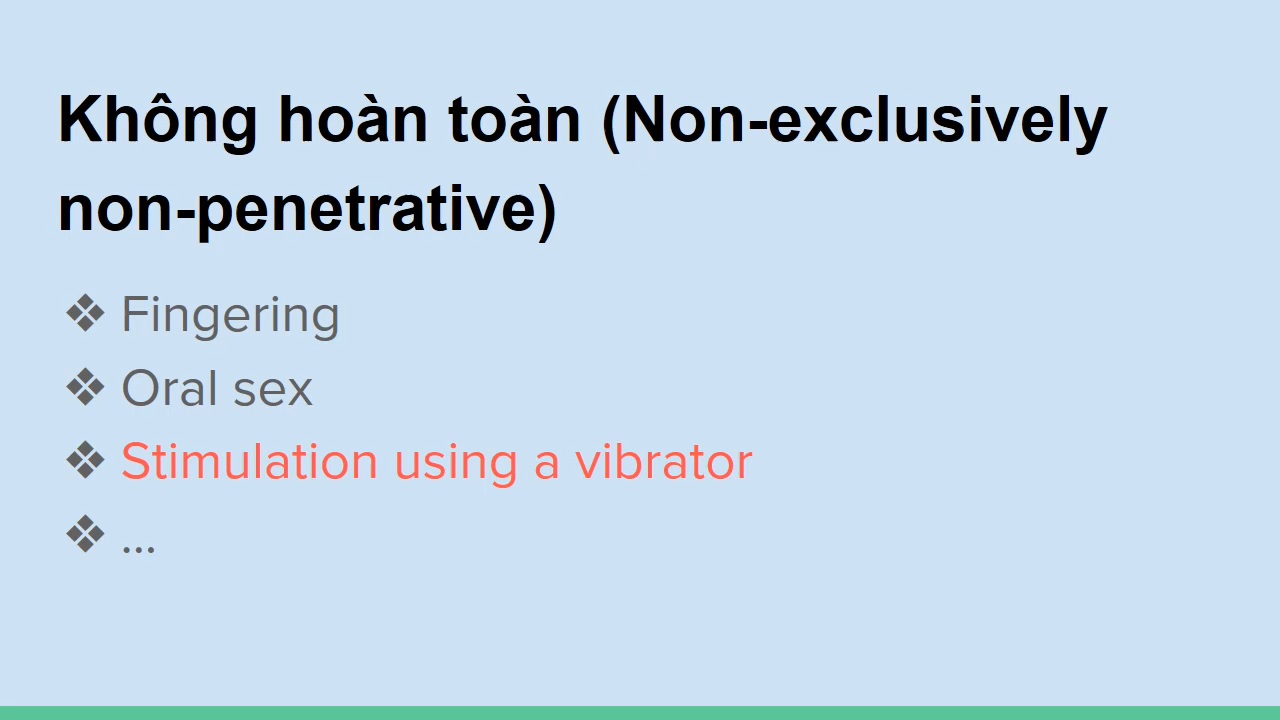 Không hoàn toàn (Non-exclusively
non-penetrative)
❖ Fingering
❖ Oral sex
❖ Stimulation using a vibrator
❖ ...